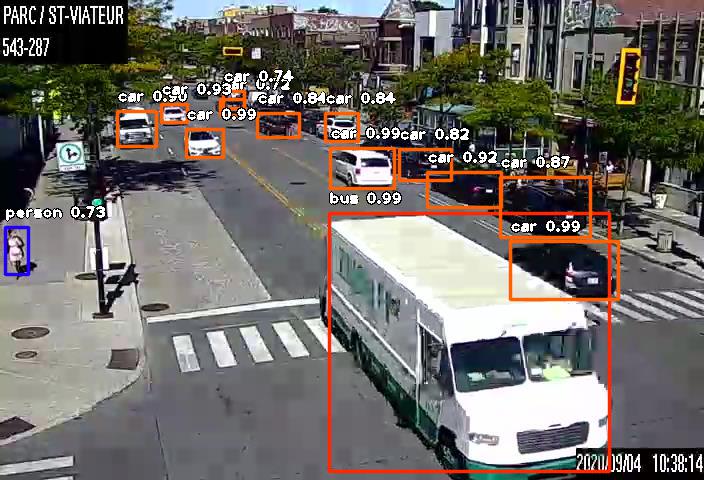 PARC / ST-VIATEUR
543-287
car 0.74
car 0.93
0.72
car 0.90
car 0.84
car 0.84
car 0.99
car 0.99
car 0.82
car 0.92
car 0.87
bus 0.99
person 0.73
car 0.99
2020/09/04 10:38:14